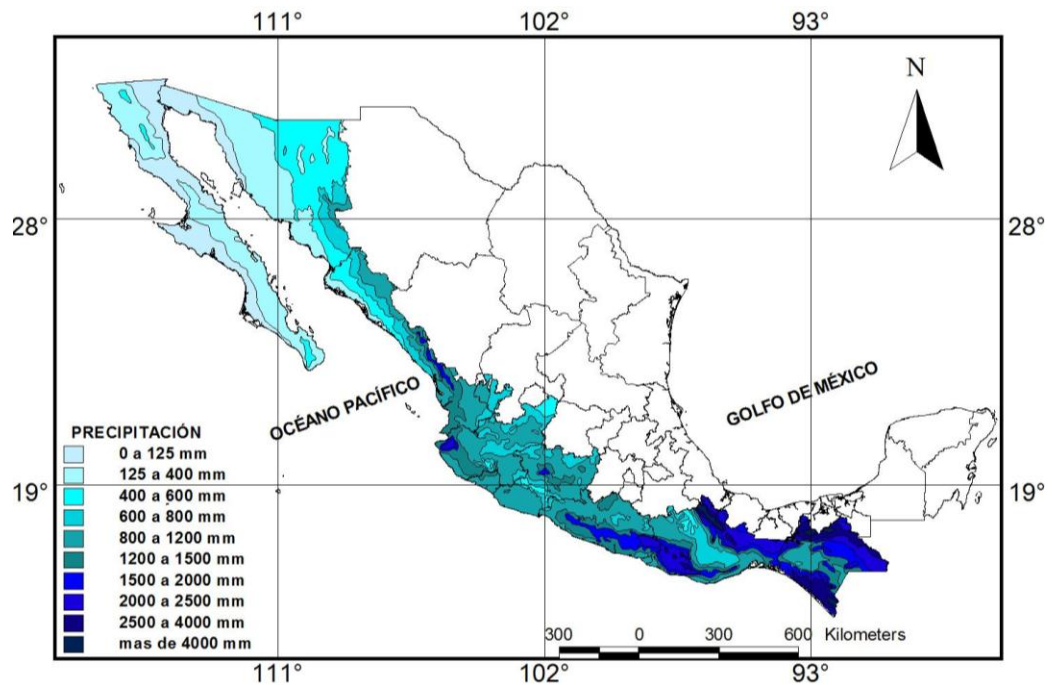 111° 102° 93°
N
28° 28°
OCÉANO PACÍFICO
GOLFO DE MÉXICO
PRECIPITACIÓN
0 a 125 mm
125 a 400 mm
400 a 600 mm
600 a 800 mm
800 a 1200 mm
1200 a 1500 mm
1500 a 2000 mm
2000 a 2500 mm
2500 a 4000 mm
mas de 4000 mm
19° 19°
300 0 300 600 Kilometers
111° 102° 93°